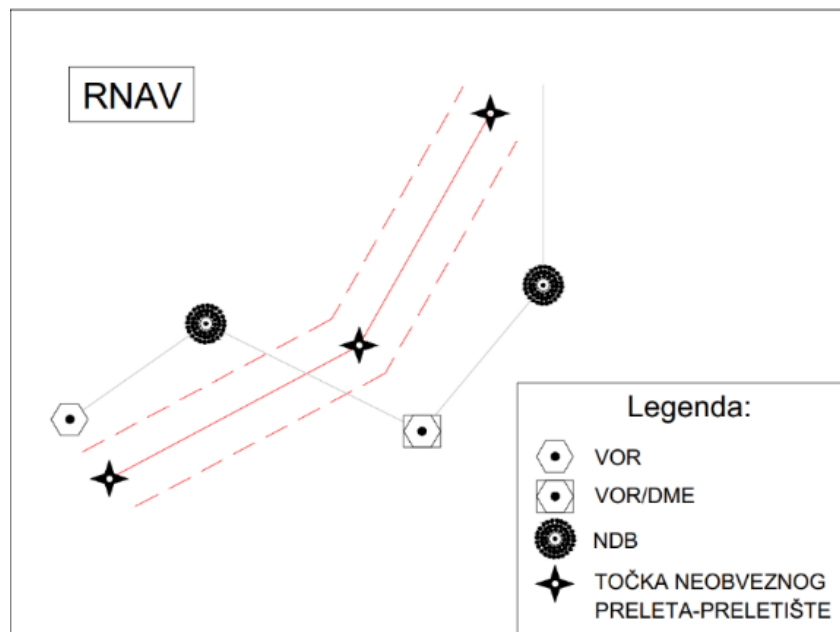 RNAV
Legenda:
VOR
VOR/DME
NDB
TOČKA NEOBVEZNOG
PRELETA-PRELETIŠTE